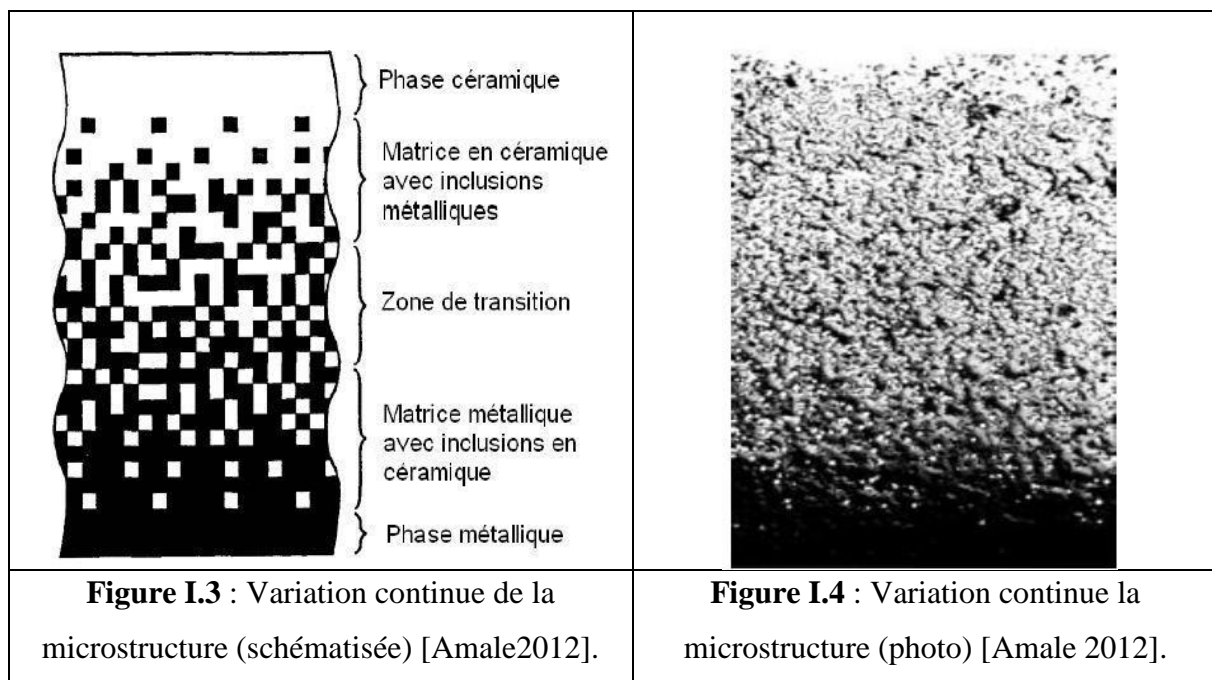 Phase céramique
Matrice en céramique
avec inclusions
métalliques
Zone de transition
Matrice métallique
avec inclusions en
céramique
Phase métallique
Figure I.3 : Variation continue de la
microstructure (schématisée) [Amale2012].
Figure I.4 : Variation continue la
microstructure (photo) [Amale 2012].